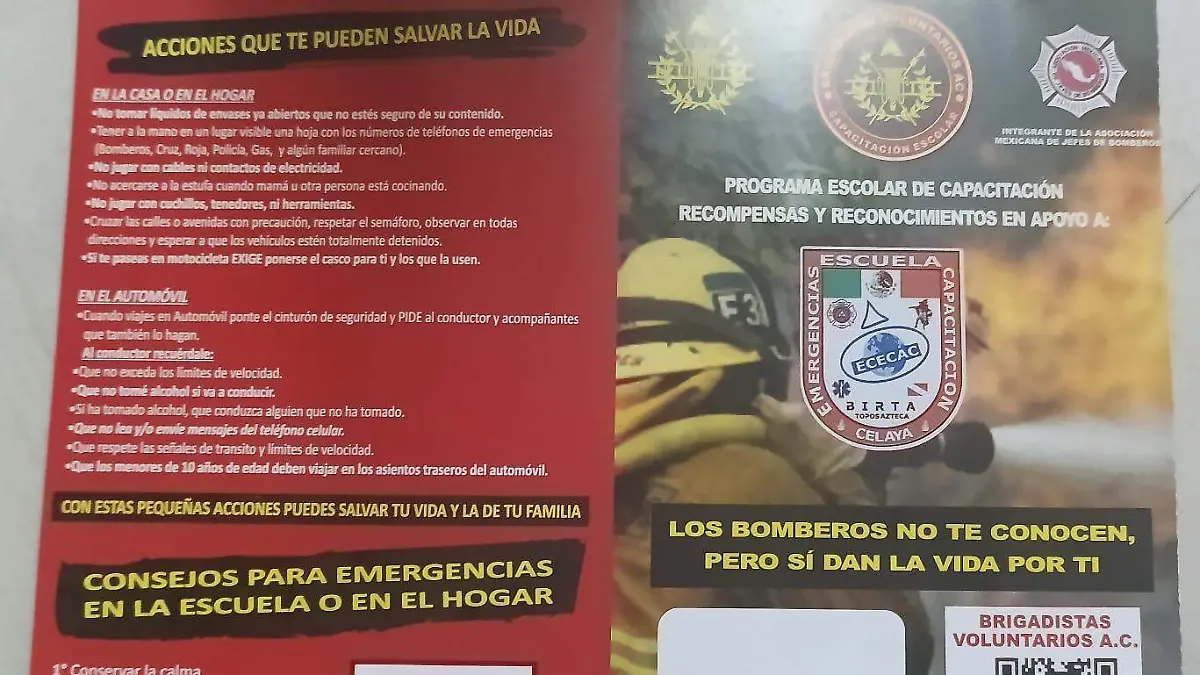 ACCIONES QUE TE PUEDEN SALVAR LA VIDA
EN LA CASA O EN EL HOGAR
•No tomar líquidos de envases ya abiertos que no estés seguro de su contenido.
•Tener a la mano en un lugar visible una hoja con los números de teléfonos de emergencias
(Bomberos, Cruz, Roja, Policía, Gas, y algún familiar cercano).
•No jugar con cables ni contactos de electricidad.
•No acercarse a la estufa cuando mamá u otra persona está cocinando.
•No jugar con cuchillos, tenedores, ni herramientas.
•Cruzar las calles o avenidas con precaución, respetar el semáforo, observar en todas
direcciones y esperar a que los vehículos estén totalmente detenidos.
•Si te paseas en motocicleta EXIGE ponerse el casco para ti y los que la usen.
EN EL AUTOMÓVIL
•Cuando viajes en Automóvil ponte el cinturón de seguridad y PIDE al conductor y acompañantes
que también lo hagan.
Al conductor recuérdale:
•Que no exceda los límites de velocidad.
•Que no tomé alcohol si va a conducir.
•Si ha tomado alcohol, que conduzca alguien que no ha tomado.
•Que no lea y/o envíe mensajes del teléfono celular.
•Que respete las señales de transito y límites de velocidad.
•Que los menores de 10 años de edad deben viajar en los asientos traseros del automóvil.
CON ESTAS PEQUEÑAS ACCIONES PUEDES SALVAR TU VIDA Y LA DE TU FAMILIA
CONSEJOS PARA EMERGENCIAS
EN LA ESCUELA O EN EL HOGAR
1° Conservar la calma
VOLUNTARIOS AC
CAPACITACIÓN ESCOLAR
INTEGRANTE DE LA ASOCIACIÓN
MEXICANA DE JEFES DE BOMBEROS
PROGRAMA ESCOLAR DE CAPACITACIÓN
RECOMPENSAS Y RECONOCIMIENTOS EN APOYO A:
ESCUELA
EMERGENCIAS
CAPACITACION
ECECAC
BIRTA
TOPOS AZTECA
CELAYA
E 3
LOS BOMBEROS NO TE CONOCEN,
PERO SÍ DAN LA VIDA POR TI
BRIGADISTAS
VOLUNTARIOS A.C.